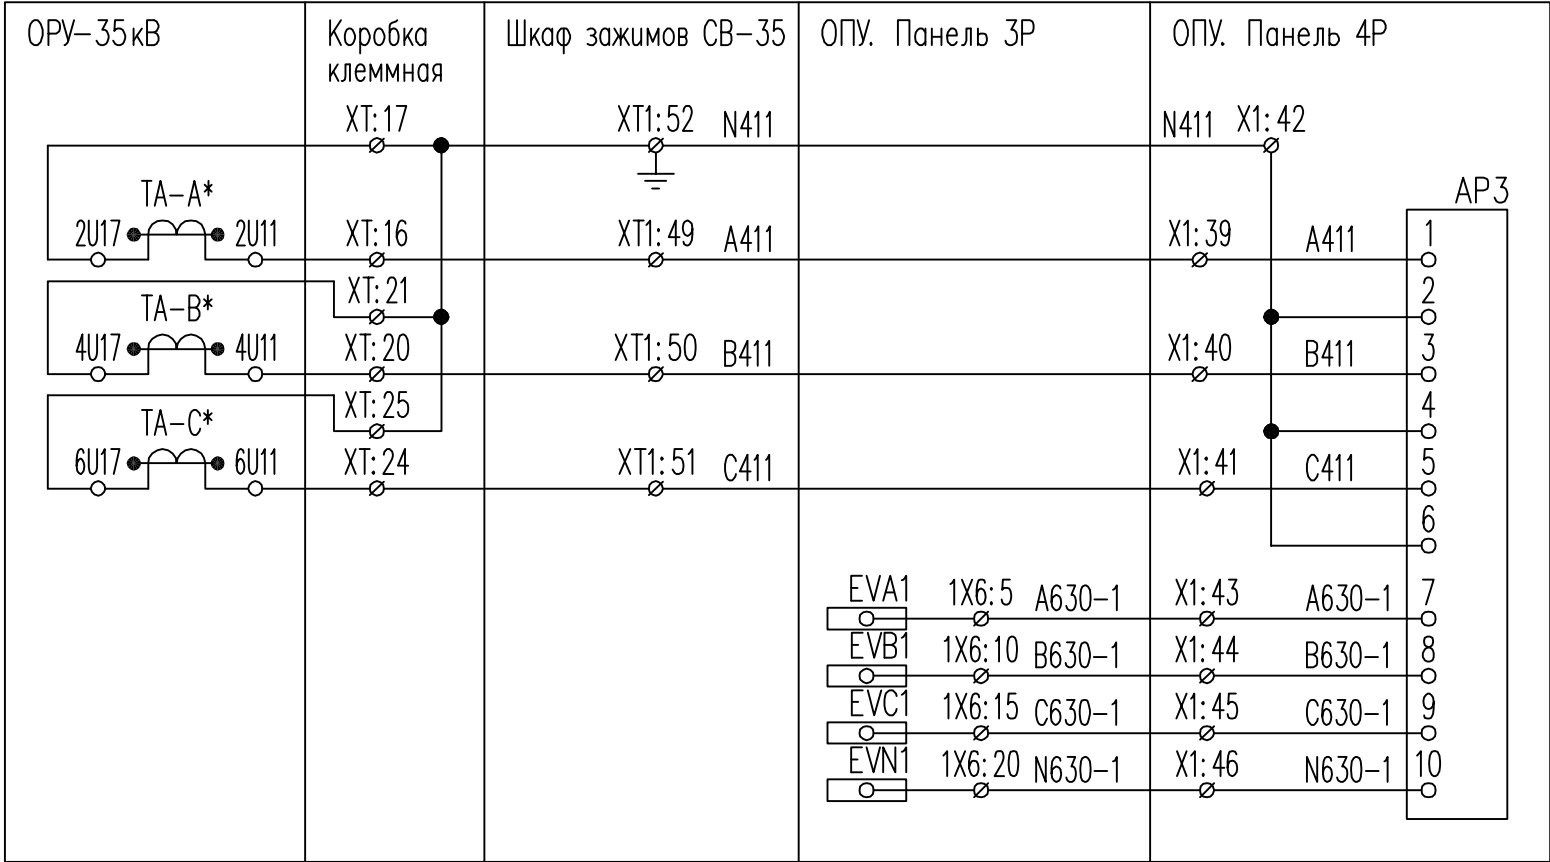 ОРУ-35кВ
Коробка
клеммная
Шкаф зажимов СВ-35
ОПУ. Панель 3Р
ОПУ. Панель 4Р
XT:17
XT1:52
N411
N411
X1:42
TA-A*
AP3
2U17
2U11
XT:16
XT1:49
A411
X1:39
A411
1
XT:21
2
TA-B*
4U17
4U11
XT:20
XT1:50
B411
X1:40
B411
3
XT:25
4
TA-C*
6U17
6U11
XT:24
XT1:51
C411
X1:41
C411
5
6
EVA1
1X6:5
A630-1
X1:43
A630-1
7
EVB1
1X6:10
B630-1
X1:44
B630-1
8
EVC1
1X6:15
C630-1
X1:45
C630-1
9
EVN1
1X6:20
N630-1
X1:46
N630-1
10